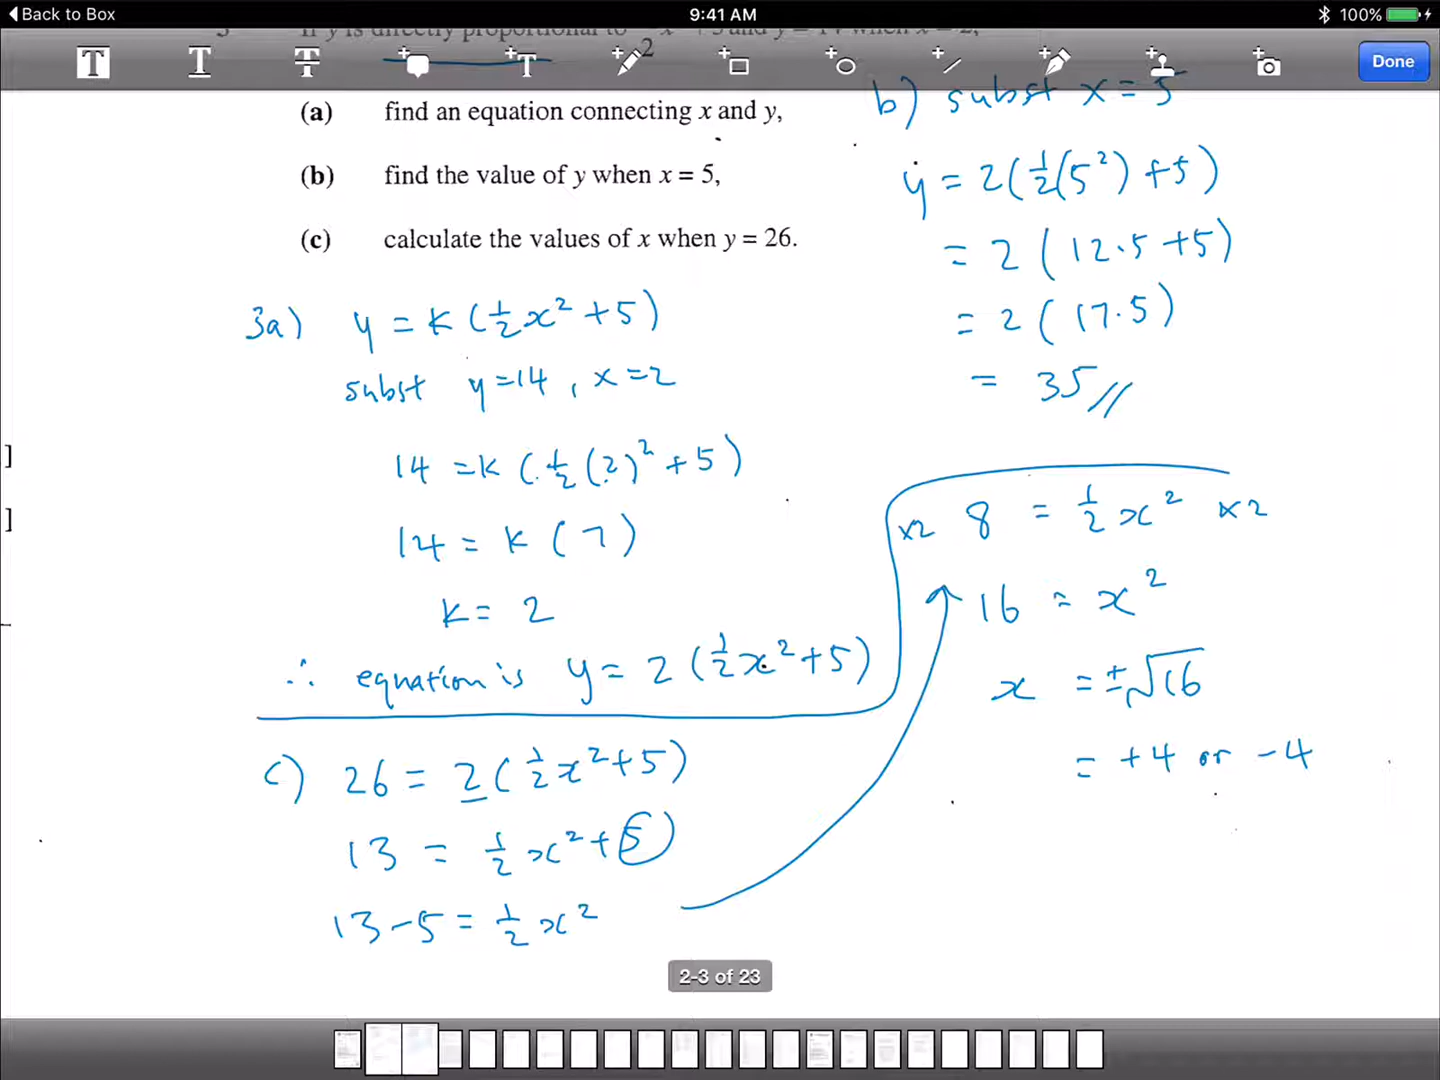 Back to Box
9:41 AM
100%
T T T T
Done
(a) find an equation connecting x and y,
(b) find the value of y when x = 5,
(c) calculate the values of x when y = 26.
3a) y = k (½x² + 5)
subst y=14, x=2
14 = k (½ (2)² + 5)
14 = k (7)
k = 2
∴ equation is y = 2 (½x² + 5)
c) 26 = 2 (½x² + 5)
13 = ½x² + 5
13 - 5 = ½x²
b) subst x = 5
y = 2 (½(5²) + 5)
= 2 (12.5 + 5)
= 2 (17.5)
= 35 //
×2 8 = ½x² ×2
16 = x²
x = ±√16
= +4 or -4
]
]
2-3 of 23